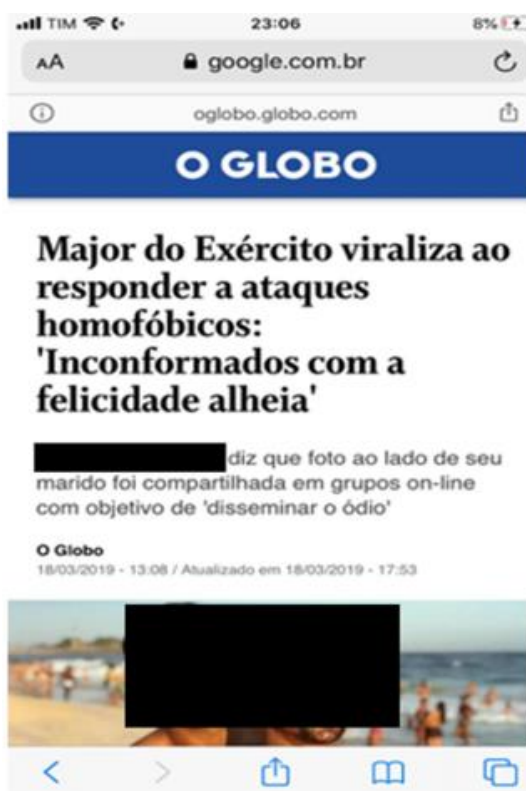 TIM
23:06
8%
AA
google.com.br
oglobo.globo.com
O GLOBO
Major do Exército viraliza ao
responder a ataques
homofóbicos:
'Inconformados com a
felicidade alheia'
diz que foto ao lado de seu
marido foi compartilhada em grupos on-line
com objetivo de 'disseminar o ódio'
O Globo
18/03/2019 - 13:08 / Atualizado em 18/03/2019 - 17:53